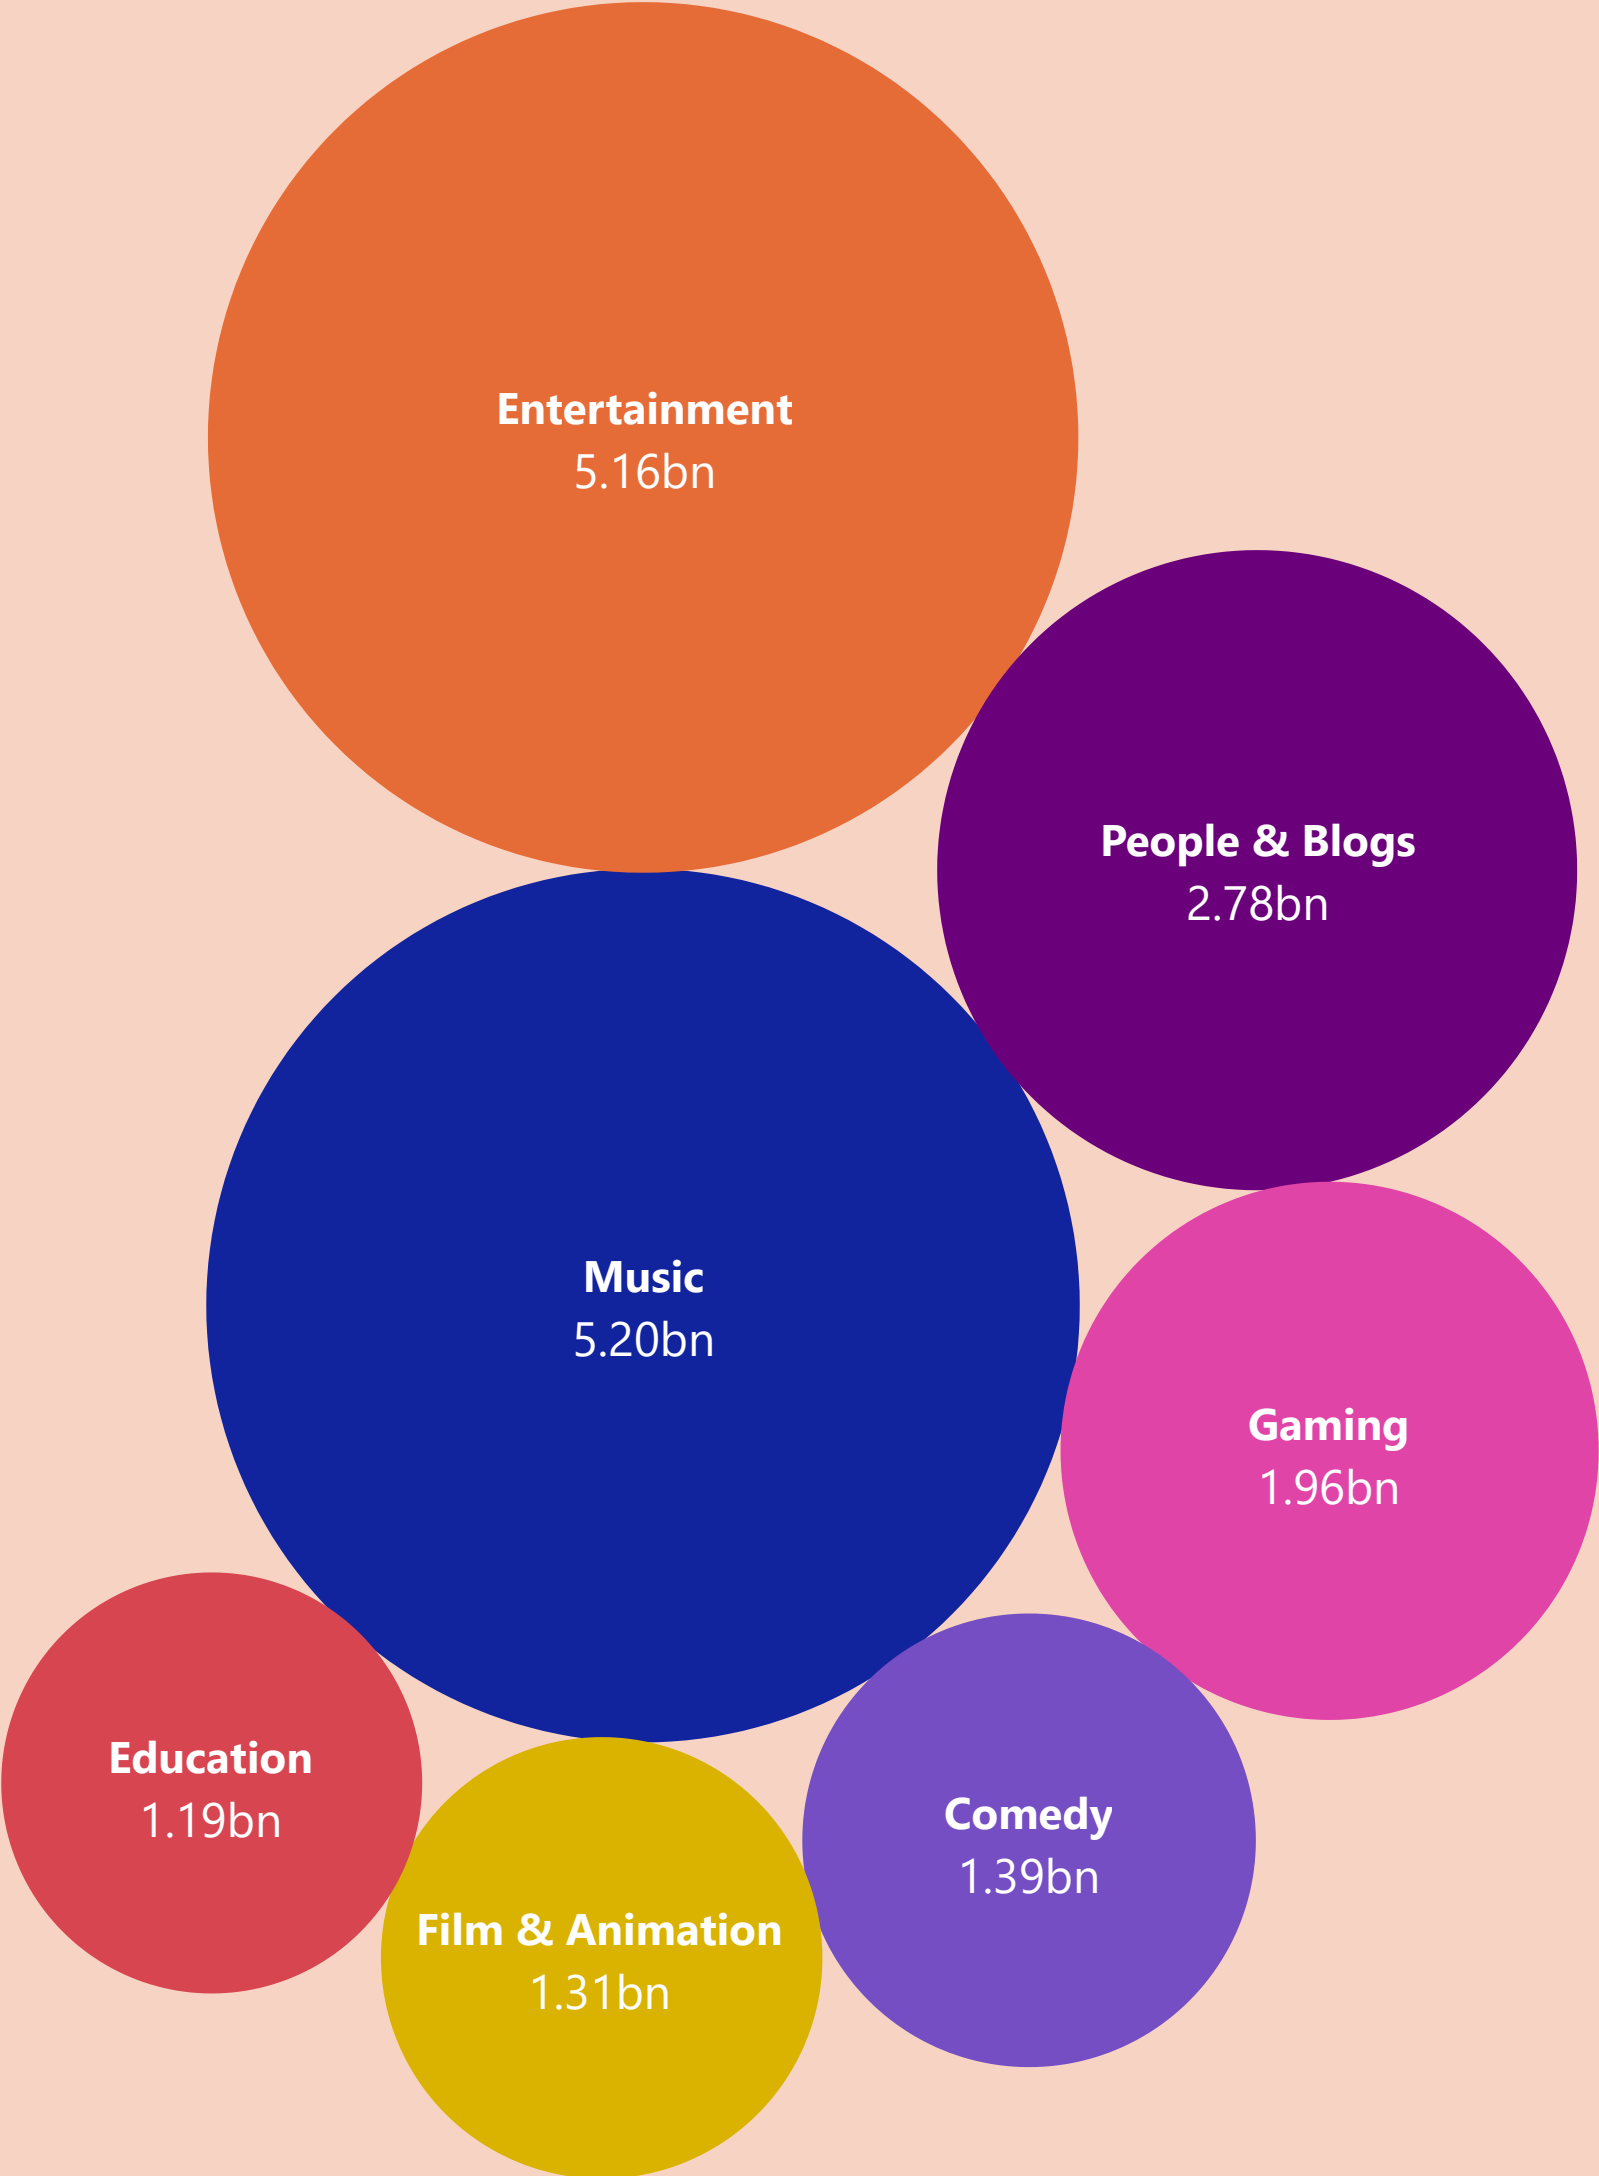 Entertainment
5.16bn
People & Blogs
2.78bn
Music
5.20bn
Gaming
1.96bn
Education
1.19bn
Comedy
1.39bn
Film & Animation
1.31bn